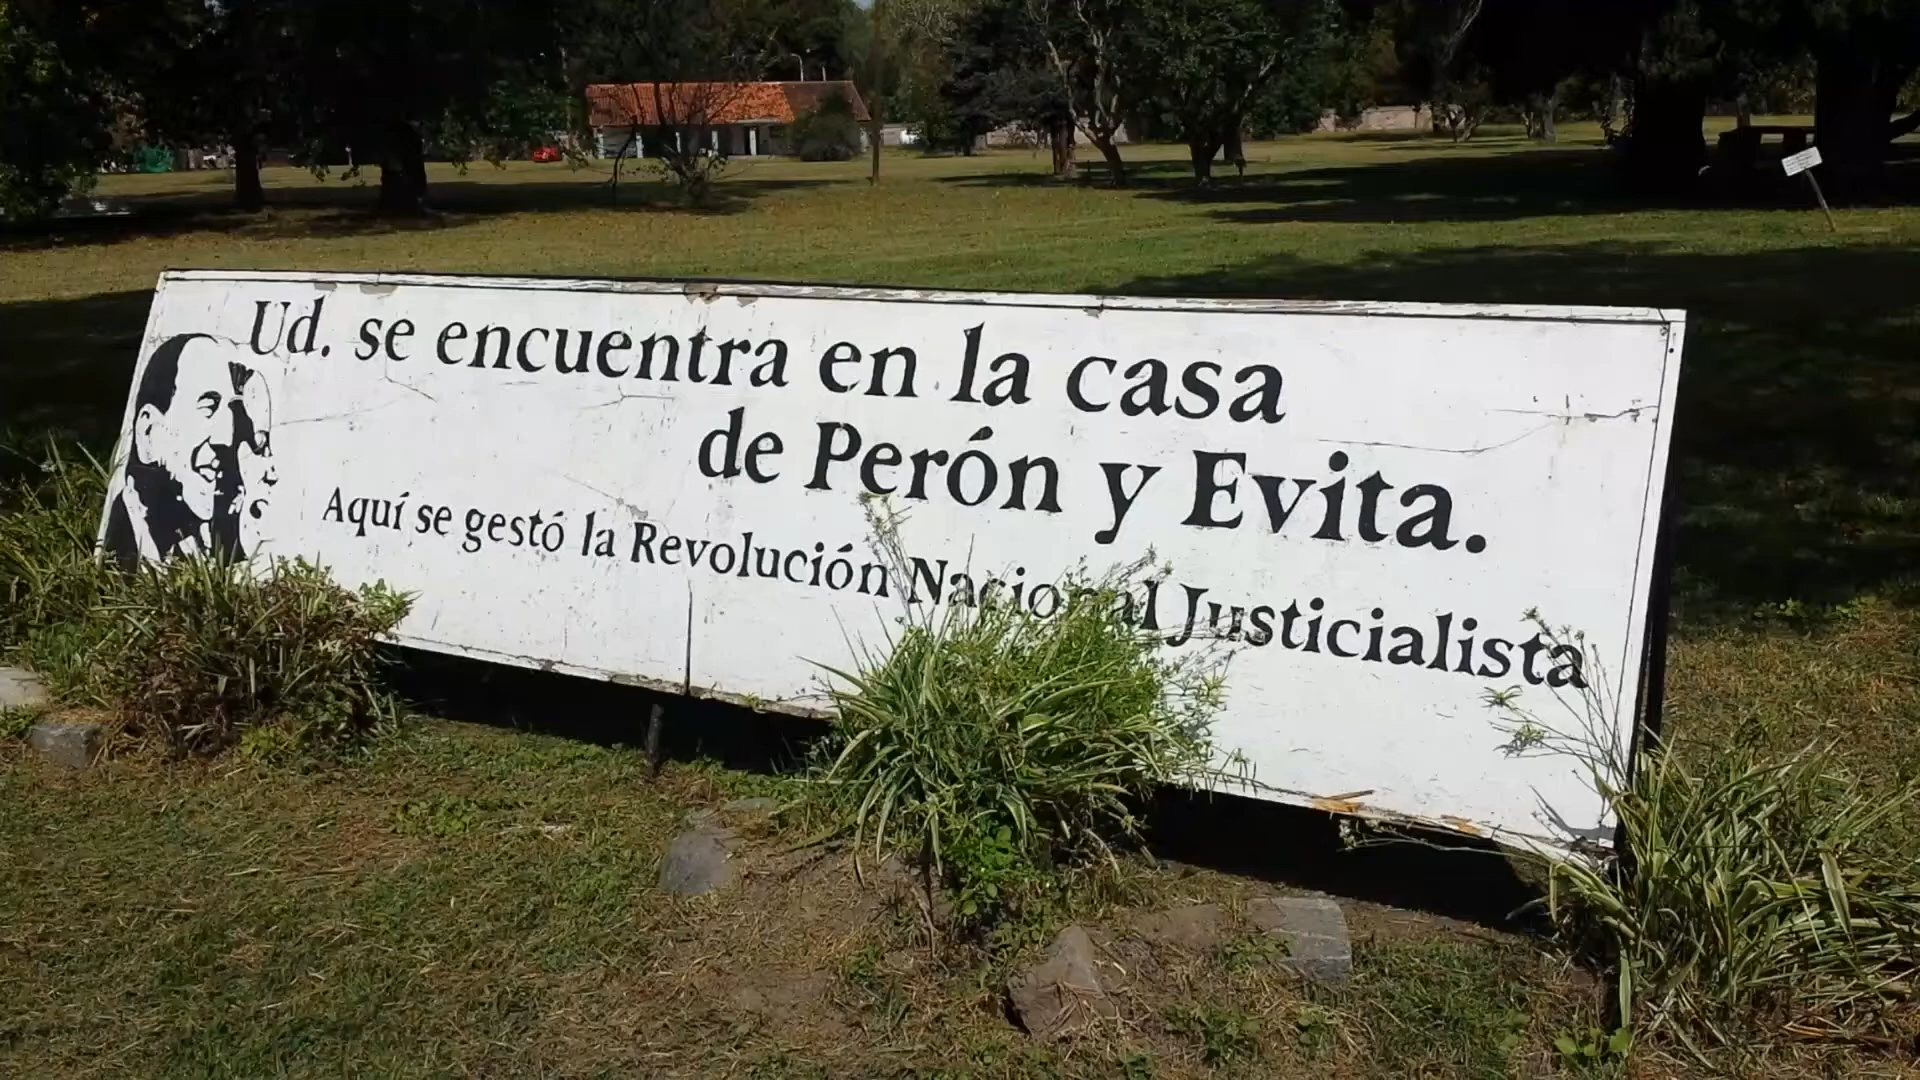 Ud. se encuentra en la casa
de Perón y Evita.
Aquí se gestó la Revolución Nacional Justicialista